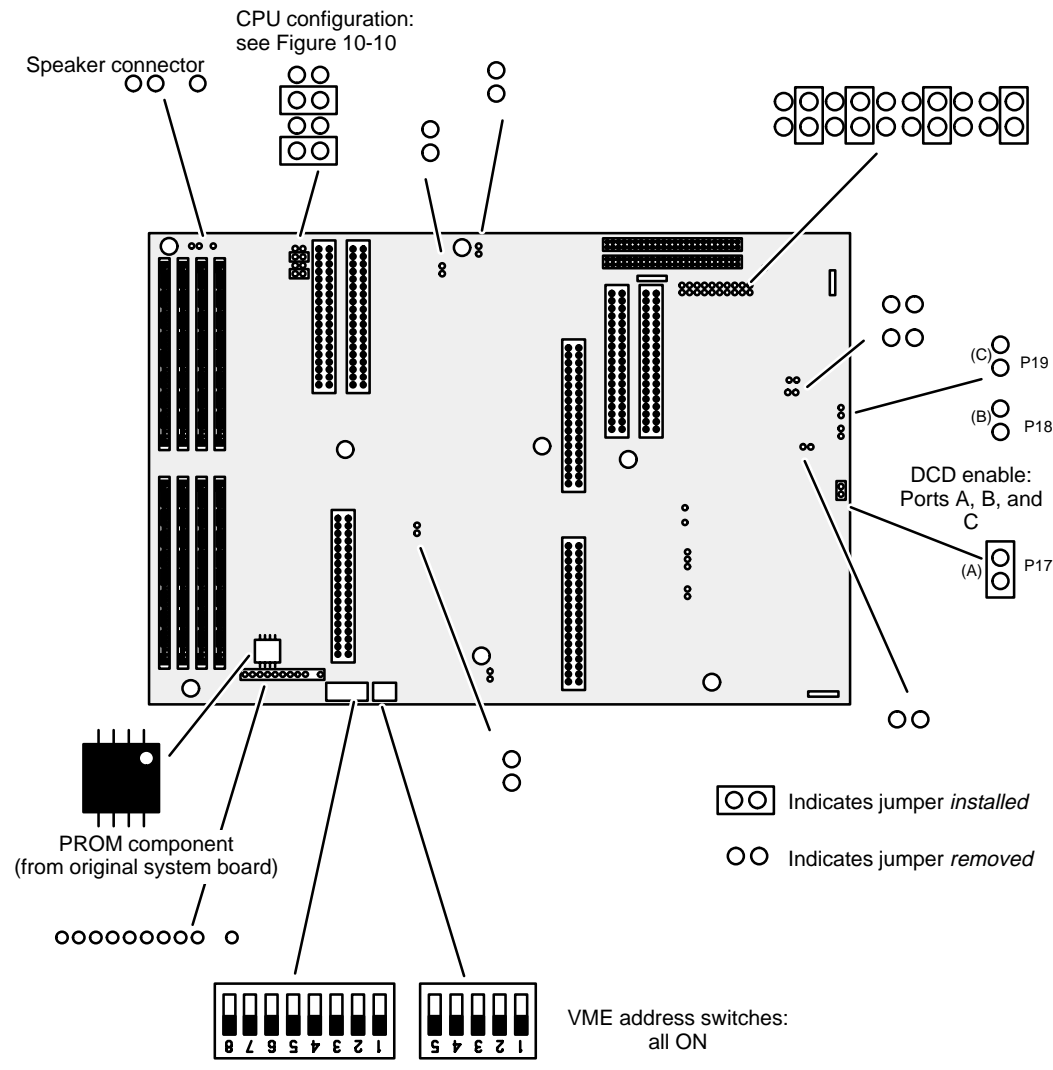 CPU configuration:
see Figure 10-10
Speaker connector
(C)
P19
(B)
P18
DCD enable:
Ports A, B, and
C
(A)
P17
Indicates jumper installed
Indicates jumper removed
PROM component
(from original system board)
8 7 6 5 4 3 2 1
5 4 3 2 1
VME address switches:
all ON